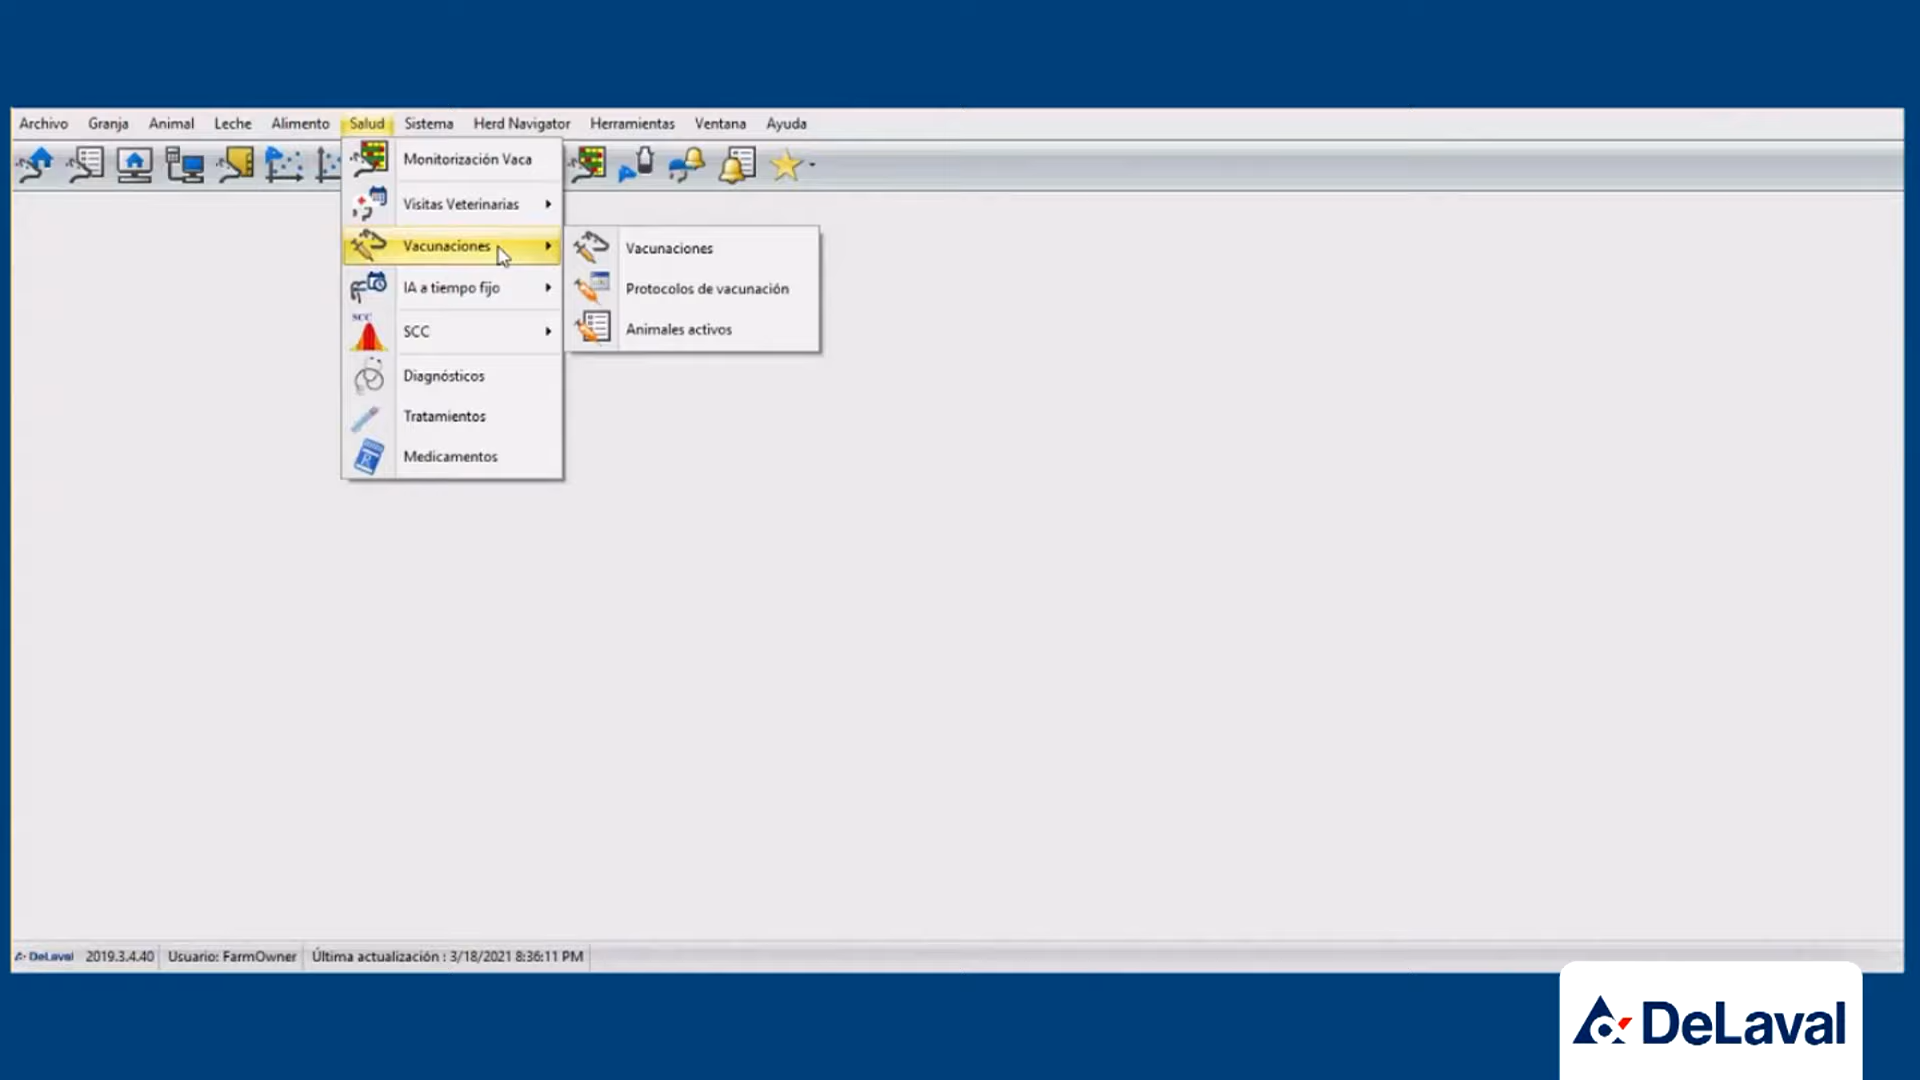 Archivo Granja Animal Leche Alimento Salud Sistema Herd Navigator Herramientas Ventana Ayuda
Monitorización Vaca
Visitas Veterinarias
Vacunaciones
IA a tiempo fijo
SCC SCC
Diagnósticos
Tratamientos
Medicamentos
Vacunaciones
Protocolos de vacunación
Animales activos
DeLaval 2019.3.4.40 Usuario: FarmOwner Última actualización : 3/18/2021 8:36:11 PM
DeLaval